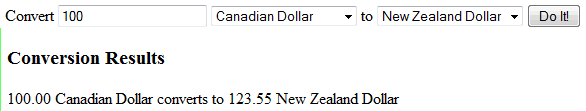 Convert 100 Canadian Dollar to New Zealand Dollar Do It!
Conversion Results
100.00 Canadian Dollar converts to 123.55 New Zealand Dollar